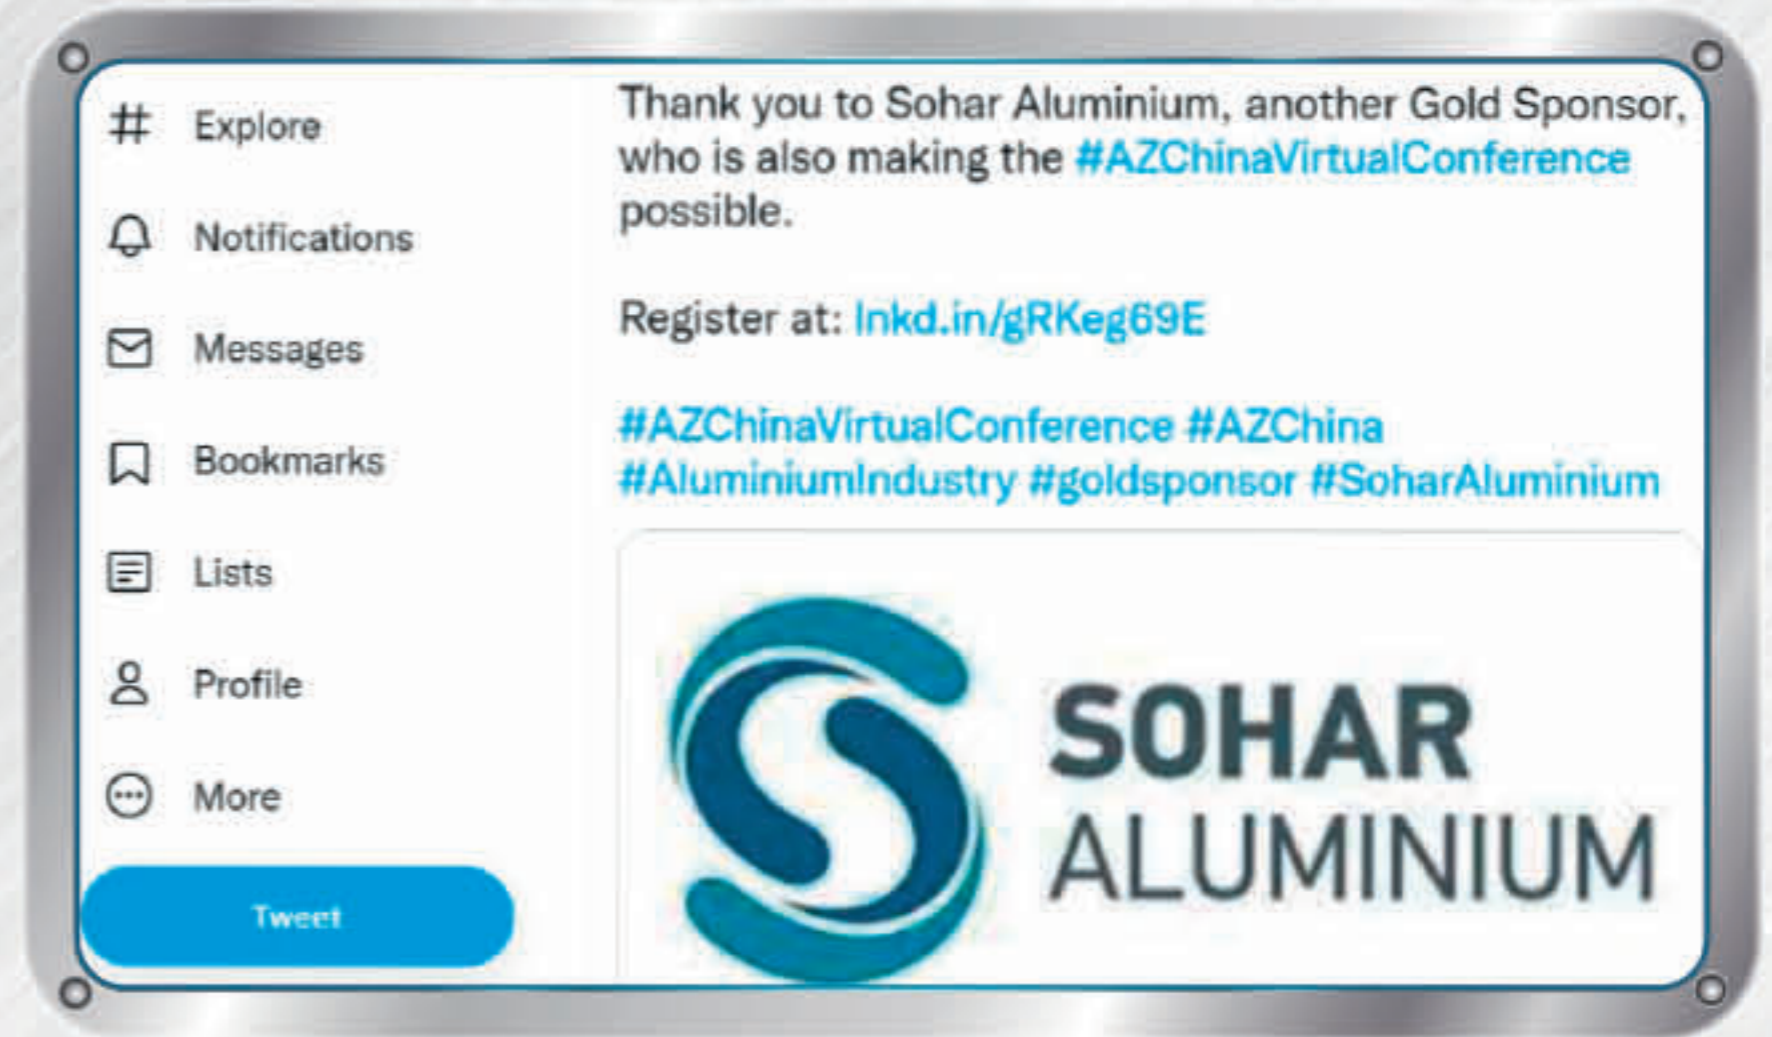 Explore
Notifications
Messages
Bookmarks
Lists
Profile
More
Tweet
Thank you to Sohar Aluminium, another Gold Sponsor,
who is also making the #AZChinaVirtualConference
possible.
Register at: lnkd.in/gRKeg69E
#AZChinaVirtualConference #AZChina
#AluminiumIndustry #goldsponsor #SoharAluminium
SOHAR
ALUMINIUM